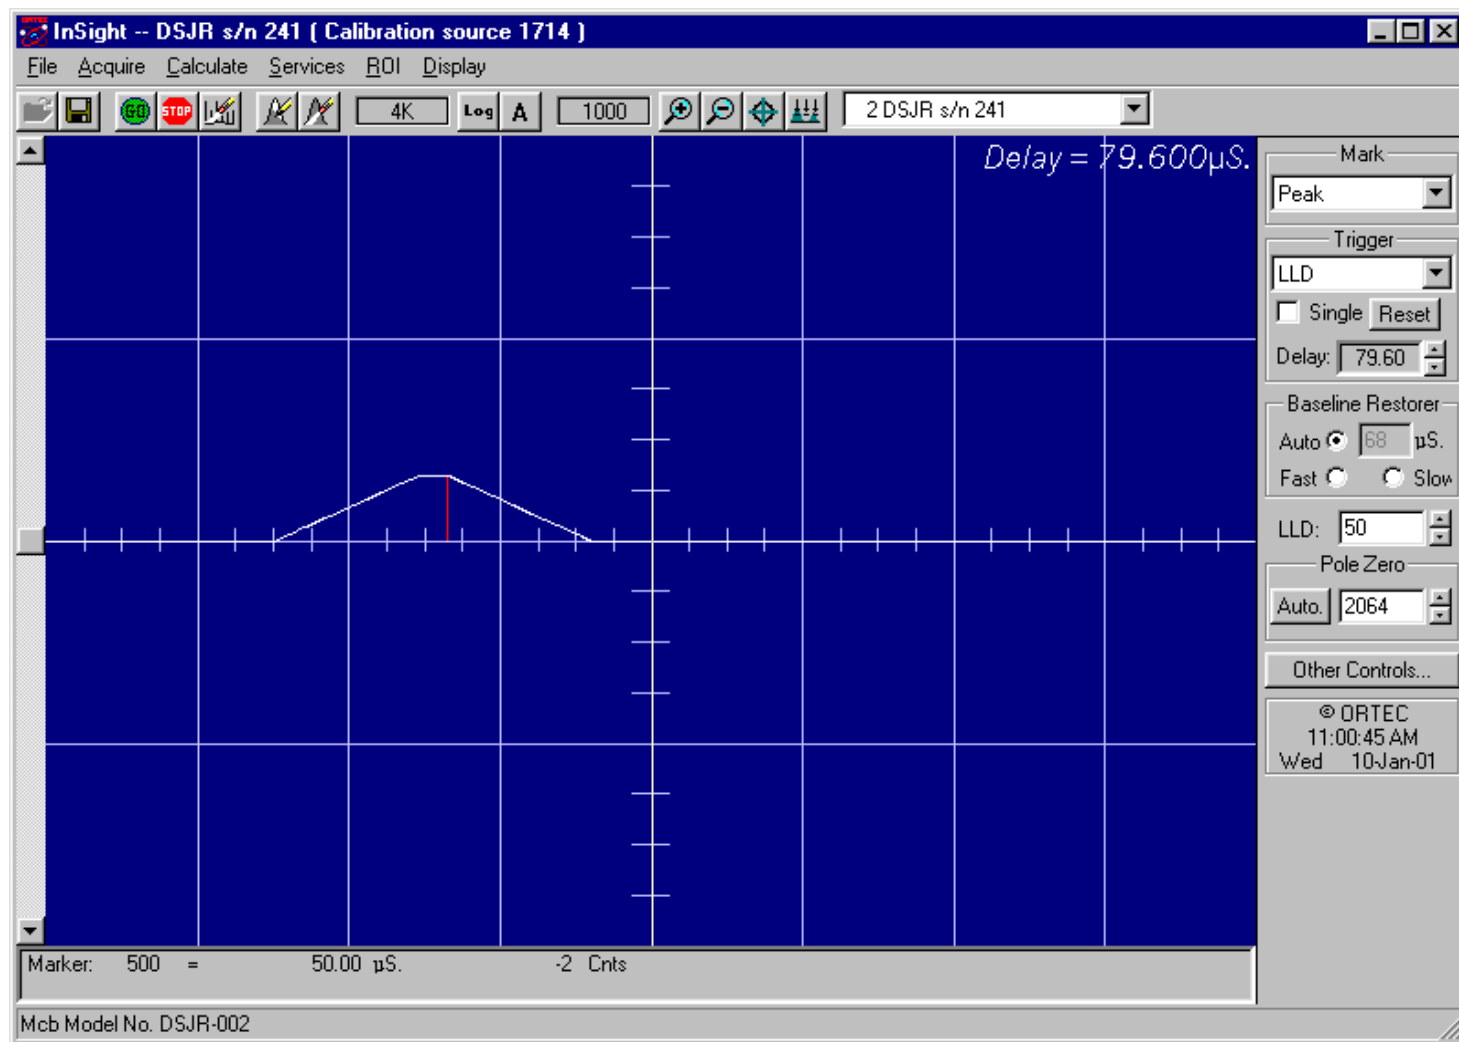 InSight -- DSJR s/n 241 ( Calibration source 1714 )
File Acquire Calculate Services ROI Display
GO STOP 4K Log A 1000 2 DSJR s/n 241
Delay = 79.600µS.
Mark
Peak
Trigger
LLD
Single Reset
Delay: 79.60
Baseline Restorer
Auto 68 µS.
Fast Slow
LLD: 50
Pole Zero
Auto. 2064
Other Controls...
© ORTEC
11:00:45 AM
Wed 10-Jan-01
Marker: 500 = 50.00 µS. -2 Cnts
Mcb Model No. DSJR-002